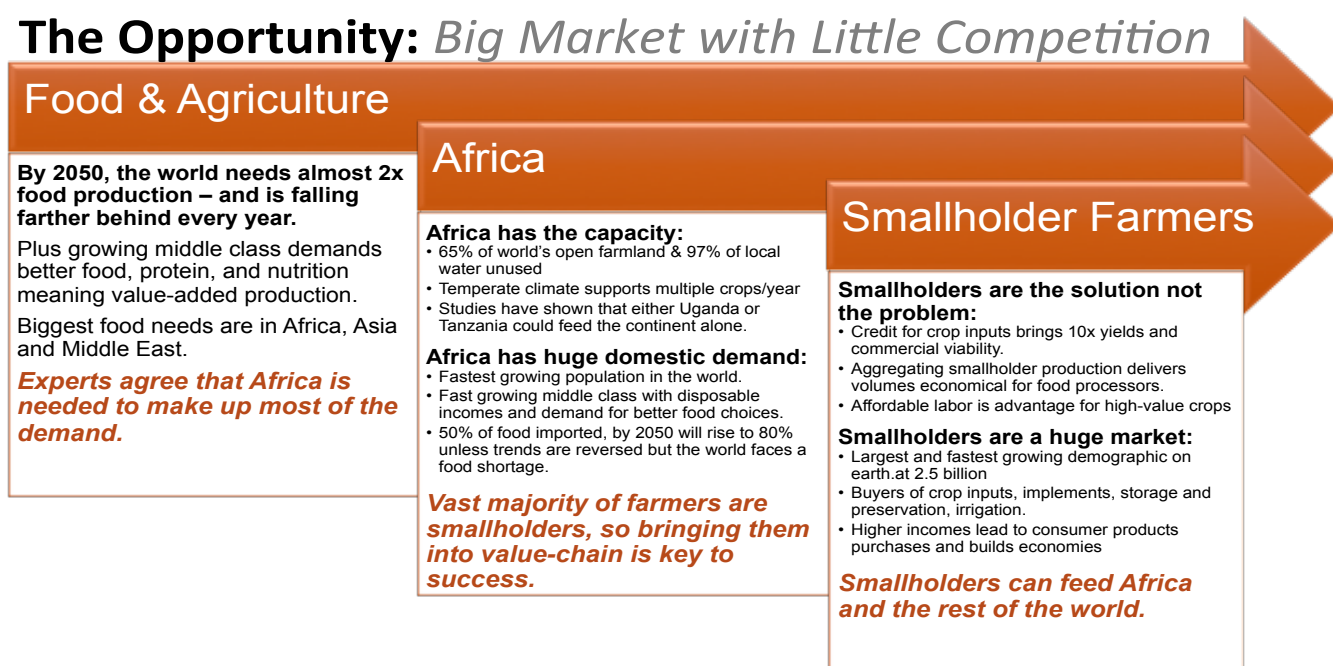 The Opportunity: Big Market with Little Competition
Food & Agriculture
By 2050, the world needs almost 2x
food production – and is falling
farther behind every year.
Plus growing middle class demands
better food, protein, and nutrition
meaning value-added production.
Biggest food needs are in Africa, Asia
and Middle East.
Experts agree that Africa is
needed to make up most of the
demand.
Africa
Africa has the capacity:
• 65% of world's open farmland & 97% of local
water unused
• Temperate climate supports multiple crops/year
• Studies have shown that either Uganda or
Tanzania could feed the continent alone.
Africa has huge domestic demand:
• Fastest growing population in the world.
• Fast growing middle class with disposable
incomes and demand for better food choices.
• 50% of food imported, by 2050 will rise to 80%
unless trends are reversed but the world faces a
food shortage.
Vast majority of farmers are
smallholders, so bringing them
into value-chain is key to
success.
Smallholder Farmers
Smallholders are the solution not
the problem:
• Credit for crop inputs brings 10x yields and
commercial viability.
• Aggregating smallholder production delivers
volumes economical for food processors.
• Affordable labor is advantage for high-value crops
Smallholders are a huge market:
• Largest and fastest growing demographic on
earth.at 2.5 billion
• Buyers of crop inputs, implements, storage and
preservation, irrigation.
• Higher incomes lead to consumer products
purchases and builds economies
Smallholders can feed Africa
and the rest of the world.